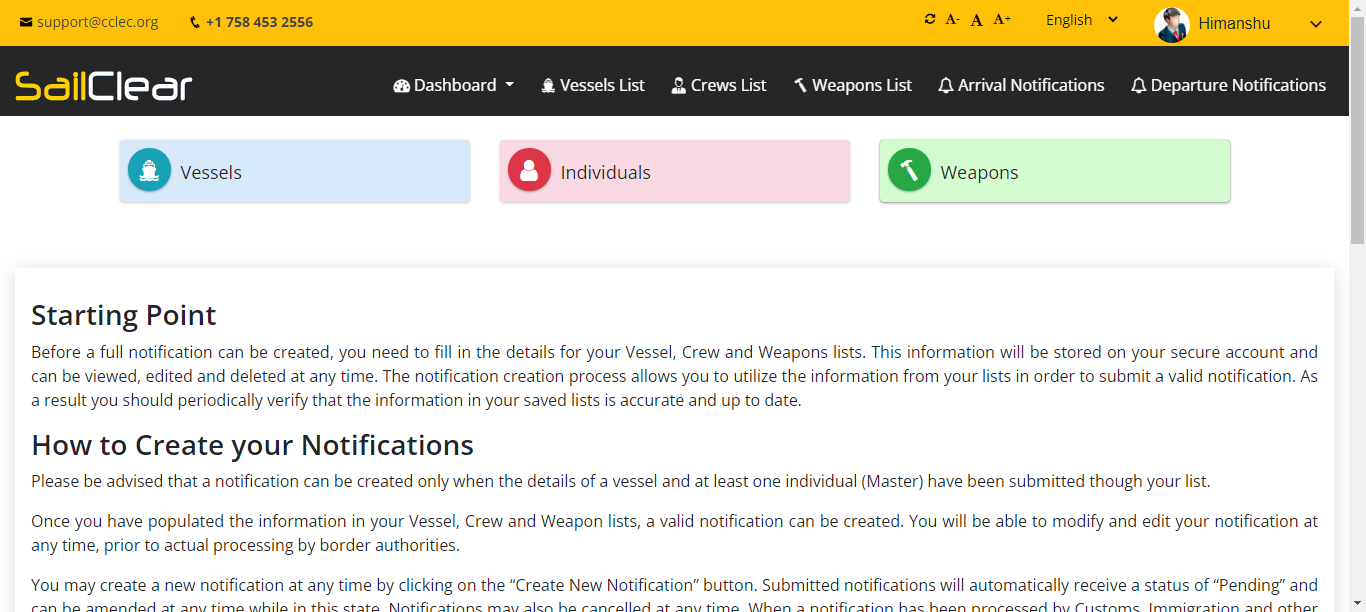 support@cclec.org +1 758 453 2556 A- A A+ English Himanshu
SailClear Dashboard Vessels List Crews List Weapons List Arrival Notifications Departure Notifications
Vessels Individuals Weapons
Starting Point
Before a full notification can be created, you need to fill in the details for your Vessel, Crew and Weapons lists. This information will be stored on your secure account and
can be viewed, edited and deleted at any time. The notification creation process allows you to utilize the information from your lists in order to submit a valid notification. As
a result you should periodically verify that the information in your saved lists is accurate and up to date.
How to Create your Notifications
Please be advised that a notification can be created only when the details of a vessel and at least one individual (Master) have been submitted though your list.
Once you have populated the information in your Vessel, Crew and Weapon lists, a valid notification can be created. You will be able to modify and edit your notification at
any time, prior to actual processing by border authorities.
You may create a new notification at any time by clicking on the “Create New Notification” button. Submitted notifications will automatically receive a status of “Pending” and
can be amended at any time while in this state. Notifications may also be cancelled at any time. When a notification has been processed by Customs, Immigration and other